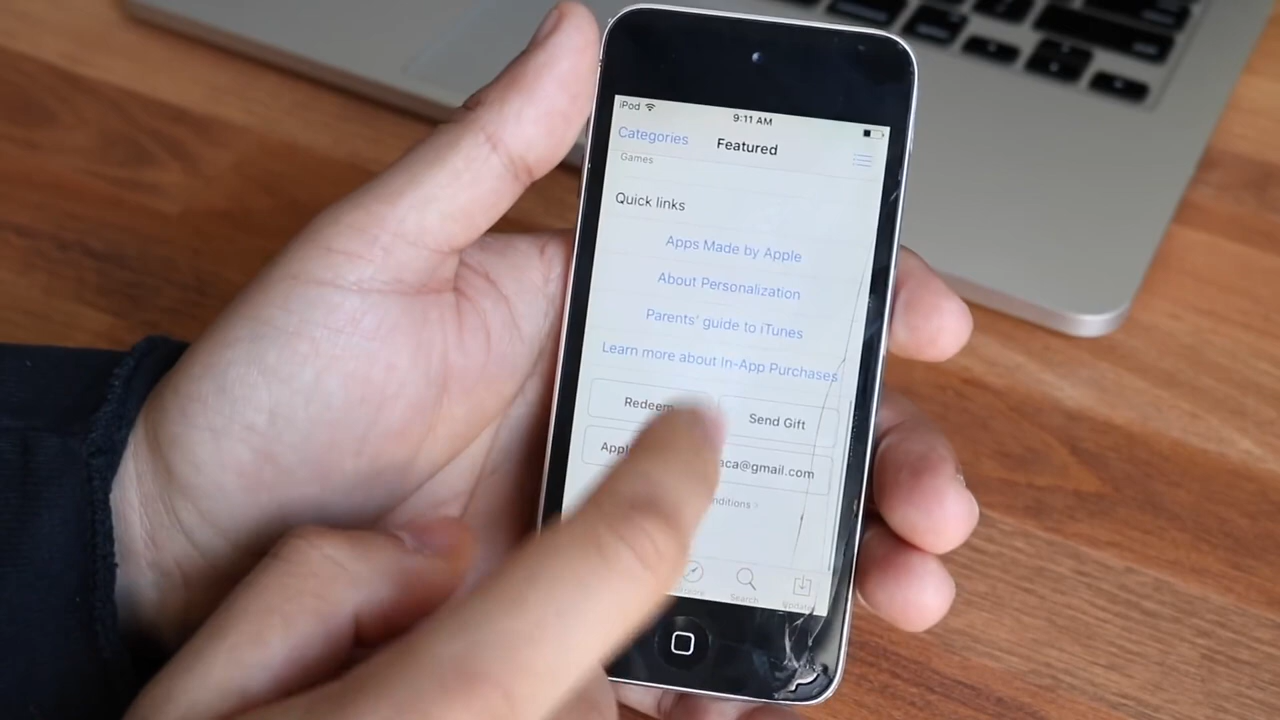 iPod
9:11 AM
Categories
Featured
Games
Quick links
Apps Made by Apple
About Personalization
Parents' guide to iTunes
Learn more about In-App Purchases
Redeem
Send Gift
aca@gmail.com
Search